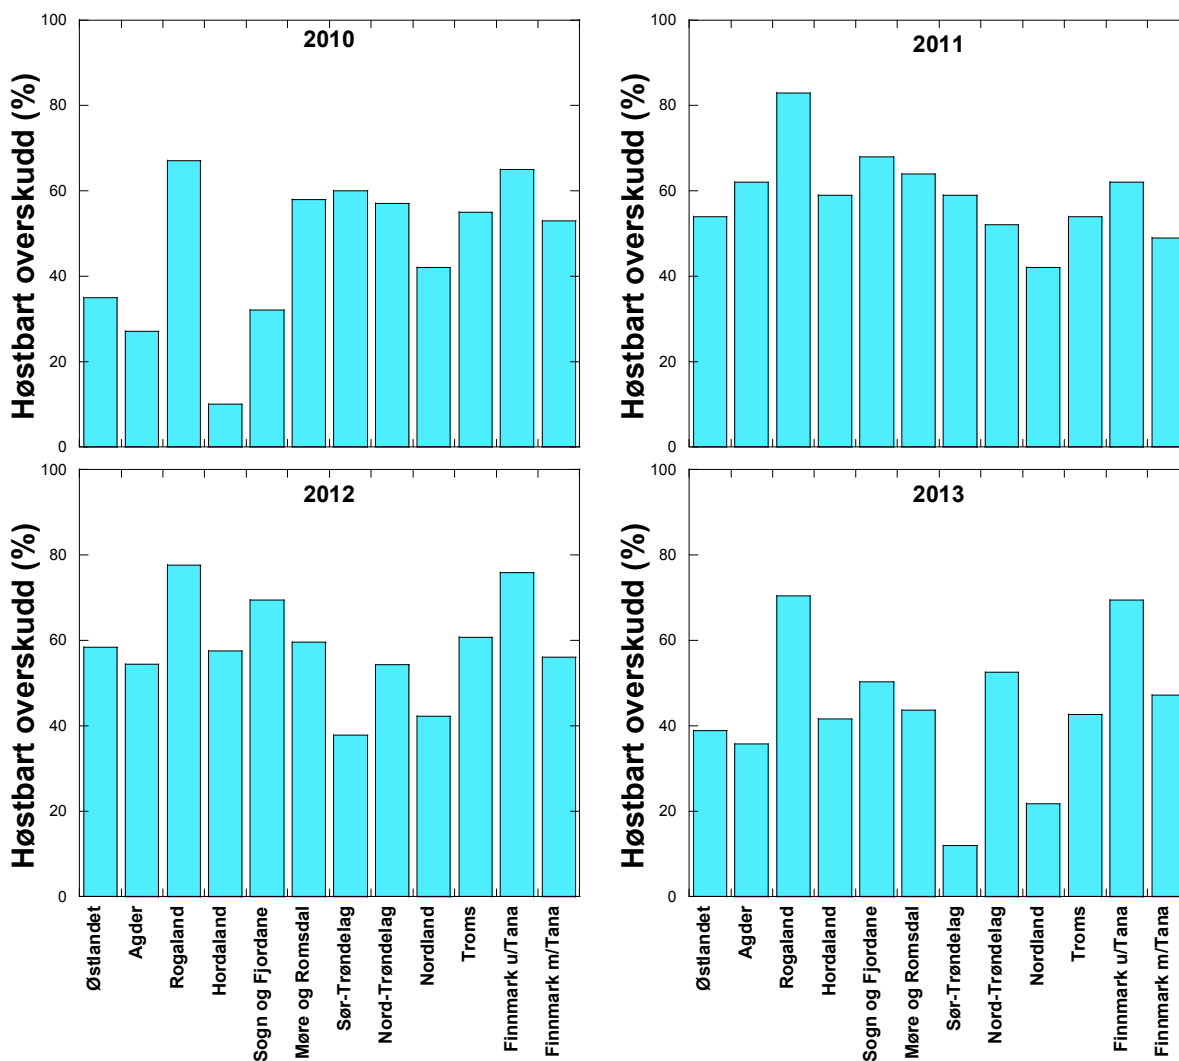 2010
Høstbart overskudd (%)
100
80
60
40
20
0
2011
Høstbart overskudd (%)
100
80
60
40
20
0
2012
Høstbart overskudd (%)
100
80
60
40
20
0
Østlandet
Agder
Rogaland
Hordaland
Sogn og Fjordane
Møre og Romsdal
Sør-Trøndelag
Nord-Trøndelag
Nordland
Troms
Finnmark u/Tana
Finnmark m/Tana
2013
Høstbart overskudd (%)
100
80
60
40
20
0
Østlandet
Agder
Rogaland
Hordaland
Sogn og Fjordane
Møre og Romsdal
Sør-Trøndelag
Nord-Trøndelag
Nordland
Troms
Finnmark u/Tana
Finnmark m/Tana